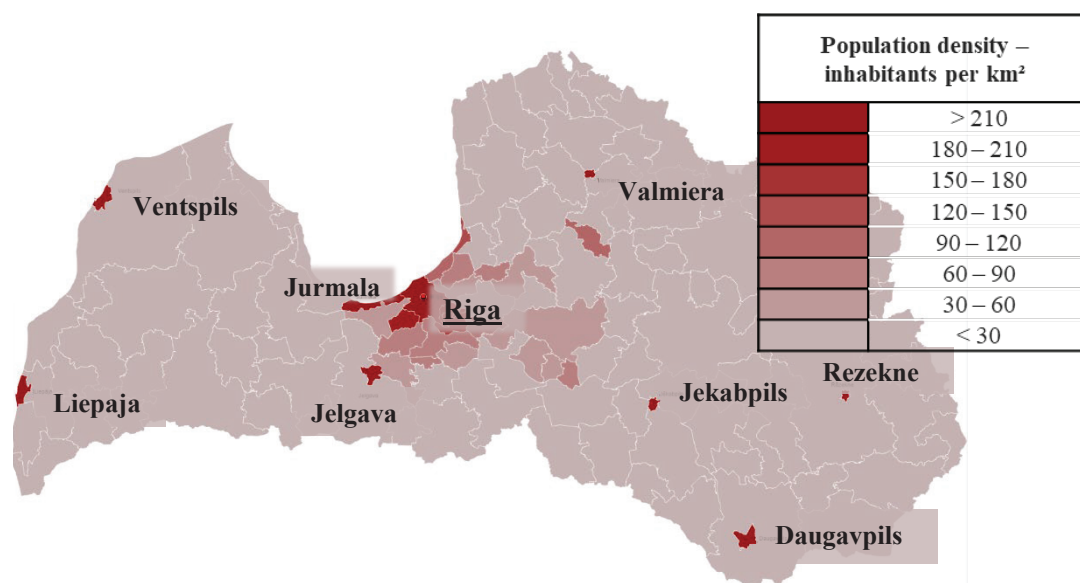 Population density –
inhabitants per km²
> 210
180 – 210
150 – 180
120 – 150
90 – 120
60 – 90
30 – 60
< 30
Valmiera
Ventspils
Jurmala
Riga
Rezekne
Jekabpils
Liepaja
Jelgava
Daugavpils